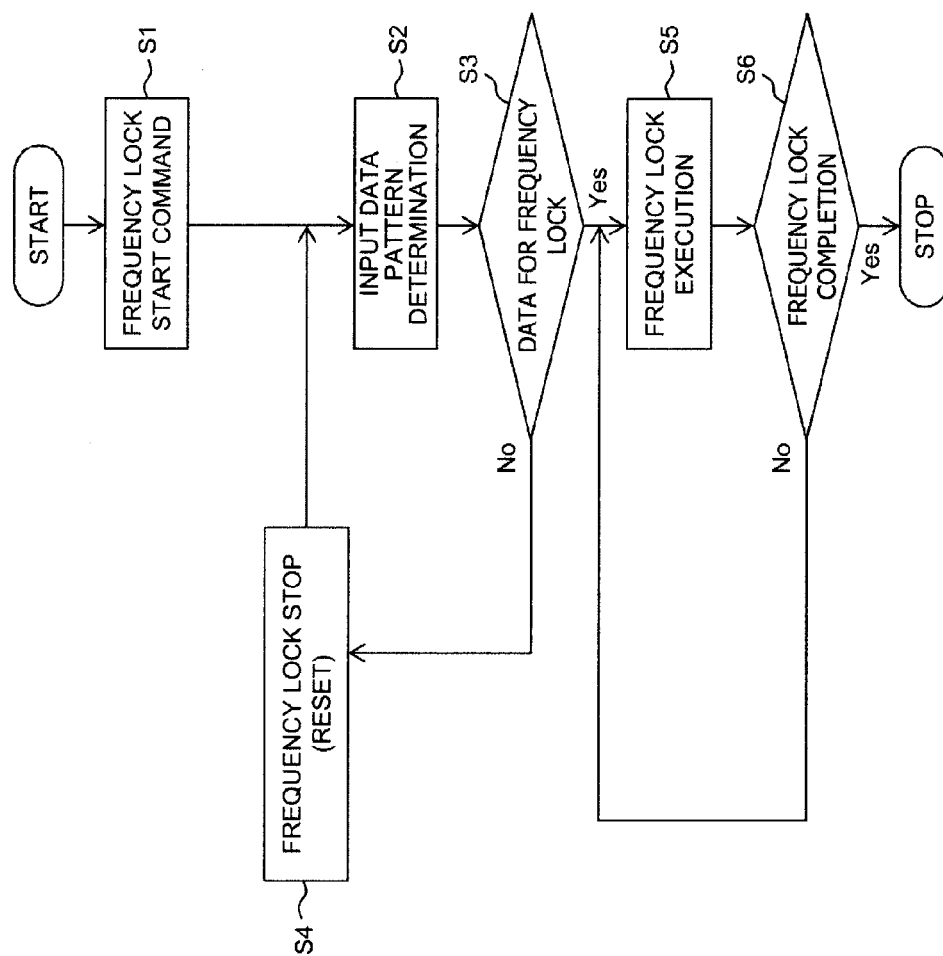 START
FREQUENCY LOCK
START COMMAND
S1
INPUT DATA
PATTERN
DETERMINATION
S2
DATA FOR FREQUENCY
LOCK
S3
Yes
No
FREQUENCY LOCK STOP
(RESET)
S4
FREQUENCY LOCK
EXECUTION
S5
FREQUENCY LOCK
COMPLETION
S6
No
Yes
STOP